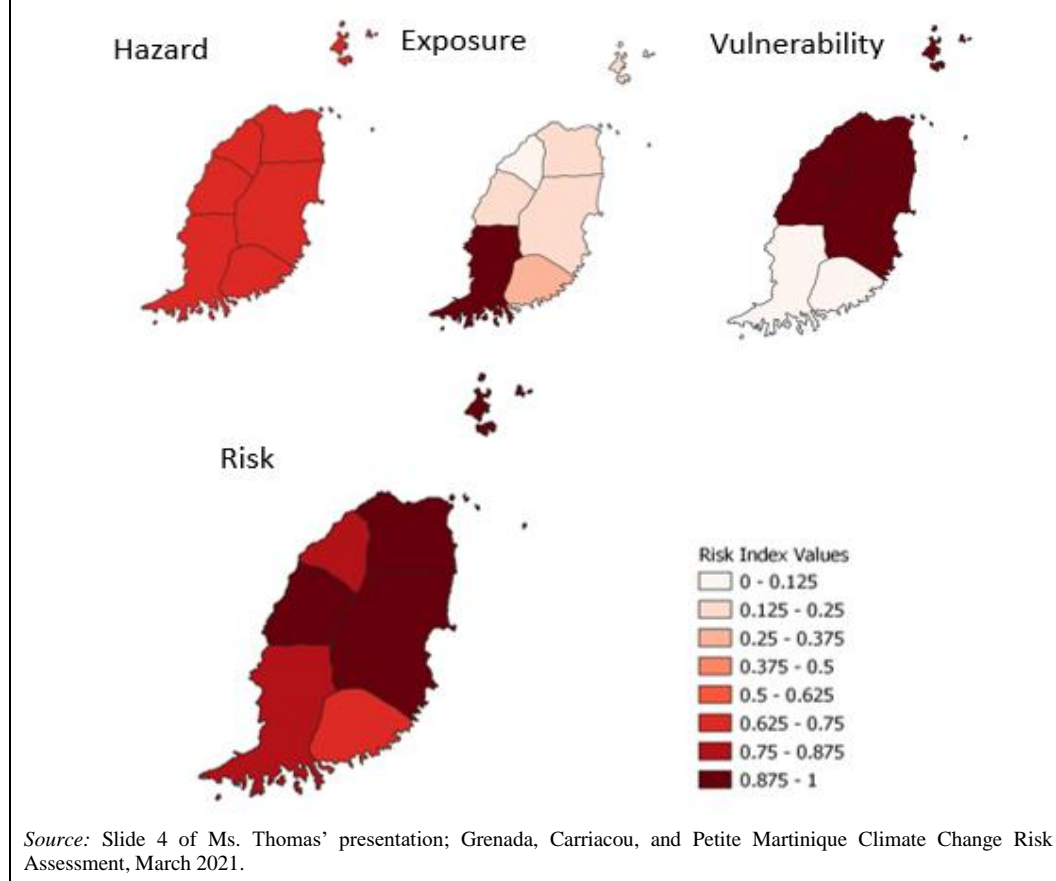 Hazard
Exposure
Vulnerability
Risk
Risk Index Values
0 - 0.125
0.125 - 0.25
0.25 - 0.375
0.375 - 0.5
0.5 - 0.625
0.625 - 0.75
0.75 - 0.875
0.875 - 1
Source: Slide 4 of Ms. Thomas’ presentation; Grenada, Carriacou, and Petite Martinique Climate Change Risk
Assessment, March 2021.